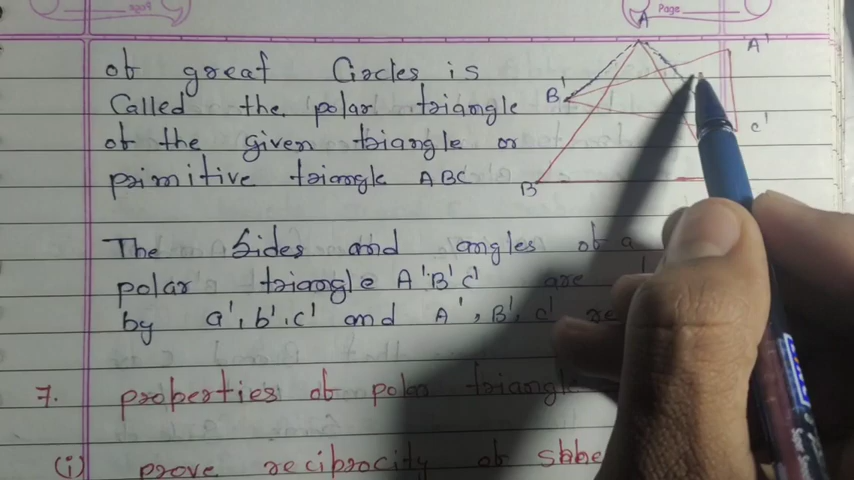 Page
A
A'
of great Circles is
B'
Called the polar triangle
C'
of the given triangle or
primitive triangle ABC
B
The Sides and angles of a
polar triangle A'B'C' are
by a', b', c' and A', B', C'
7. properties of polar triangle
(i) prove reciprocity of